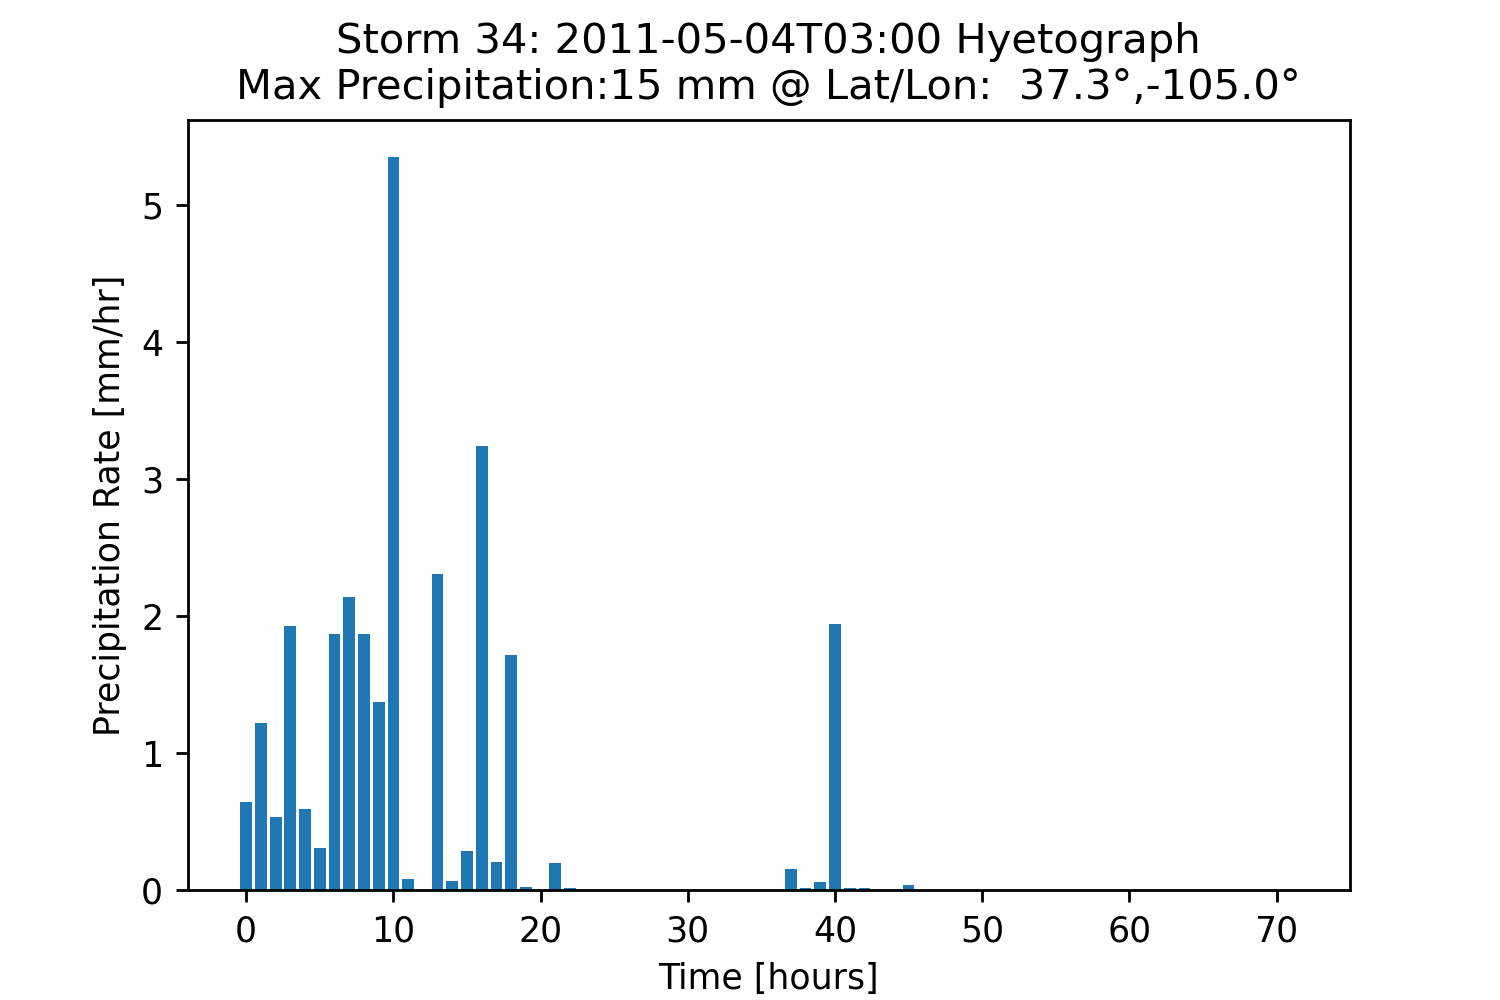 Storm 34: 2011-05-04T03:00 Hyetograph
Max Precipitation:15 mm @ Lat/Lon:  37.3°,-105.0°
Precipitation Rate [mm/hr]
5
4
3
2
1
0
0 10 20 30 40 50 60 70
Time [hours]